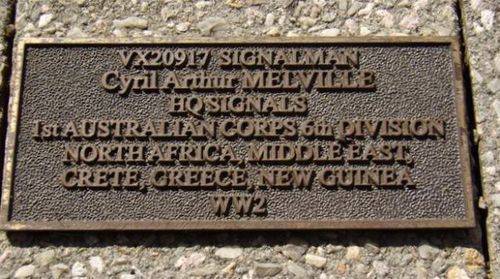 VX20917 SIGNALMAN
Cyril Arthur MELVILLE
HQ SIGNALS
1st AUSTRALIAN CORPS 6th DIVISION
NORTH AFRICA, MIDDLE EAST,
CRETE, GREECE, NEW GUINEA
WW2